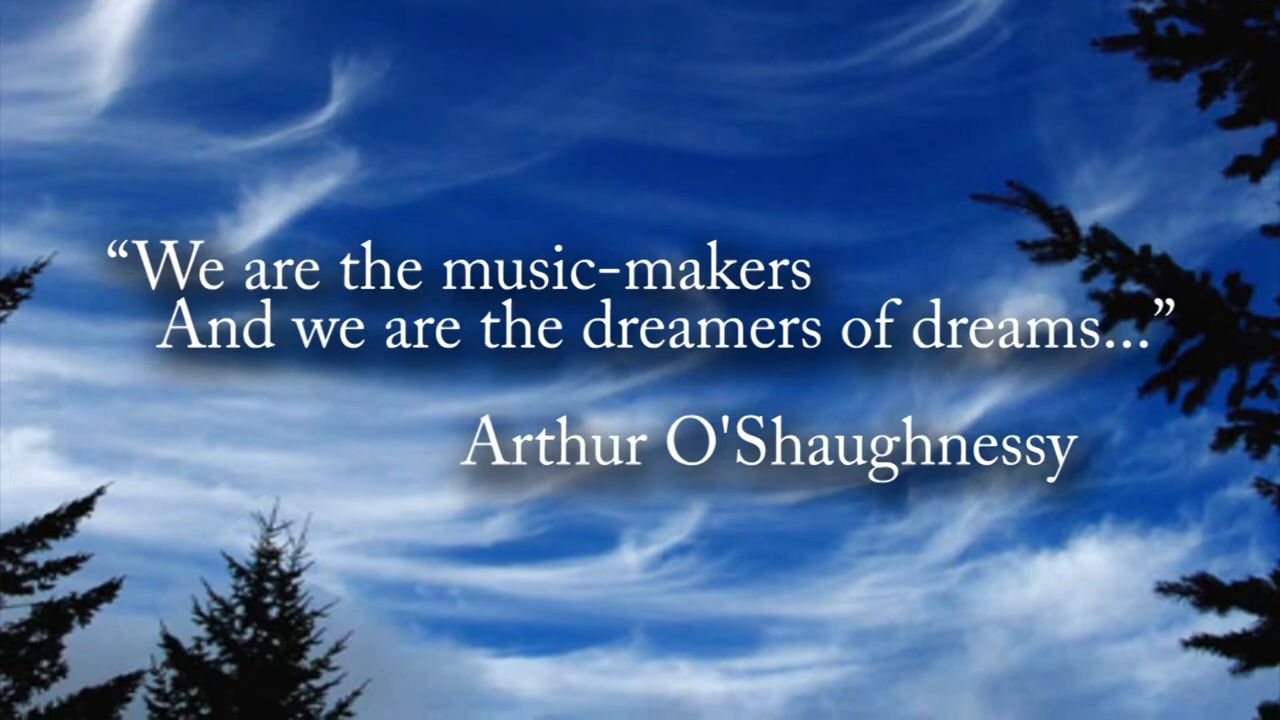 “We are the music-makers
And we are the dreamers of dreams...”
Arthur O'Shaughnessy